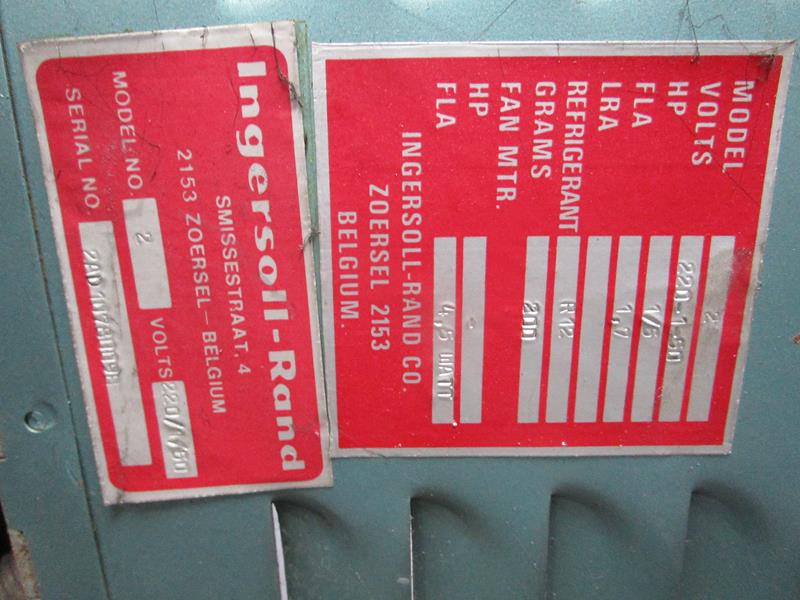 MODEL 2
VOLTS 220-1-50
HP 1/5
FLA 1,7
LRA
REFRIGERANT R12
GRAMS 200
FAN MTR.
HP
FLA 4,5 WATT
INGERSOLL-RAND CO.
ZOERSEL 2153
BELGIUM.
Ingersoll-Rand
SMISSESTRAAT, 4
2153 ZOERSEL – BELGIUM
MODEL NO. 2 VOLTS 220/1/50
SERIAL NO.